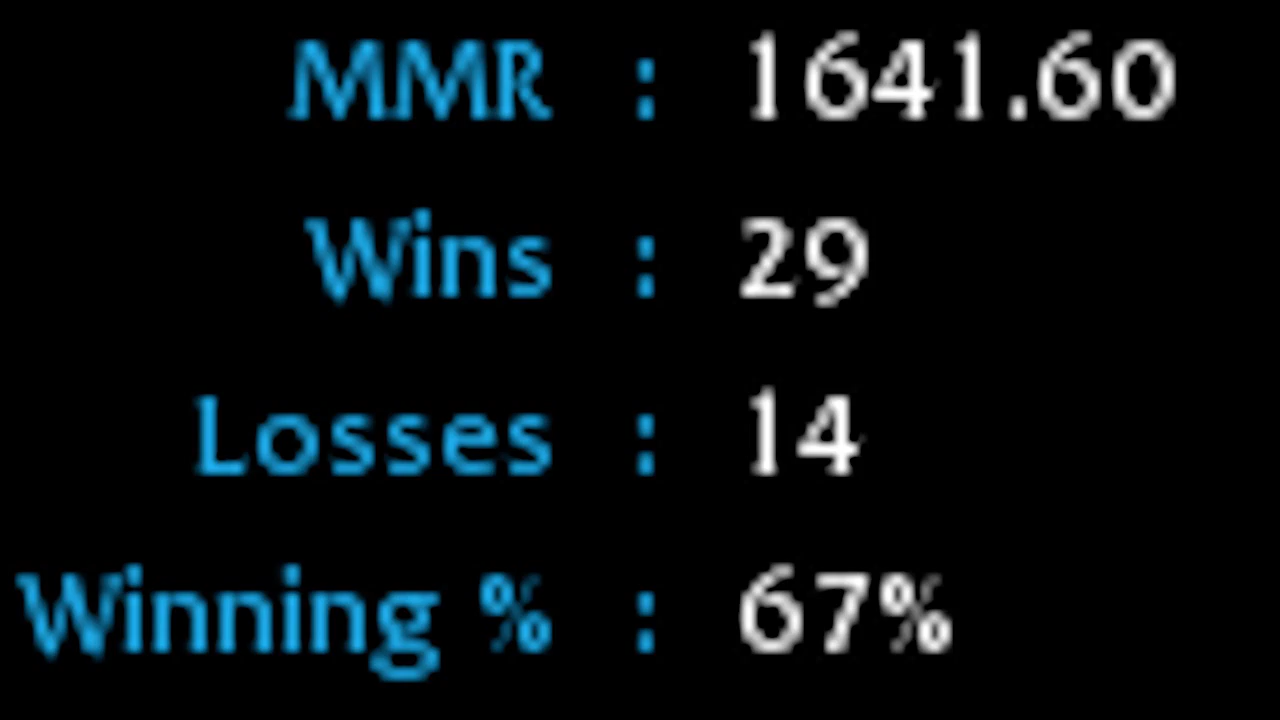 MMR : 1641.60
Wins : 29
Losses : 14
Winning % : 67%